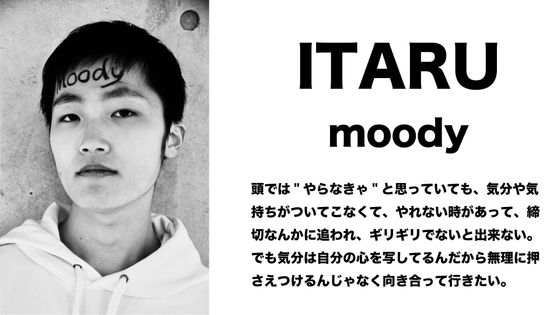 Moody
ITARU
moody
頭では"やらなきゃ"と思っていても、気分や気
持ちがついてこなくて、やれない時があって、締
切なんかに追われ、ギリギリでないと出来ない。
でも気分は自分の心を写してるんだから無理に押
さえつけるんじゃなく向き合って行きたい。